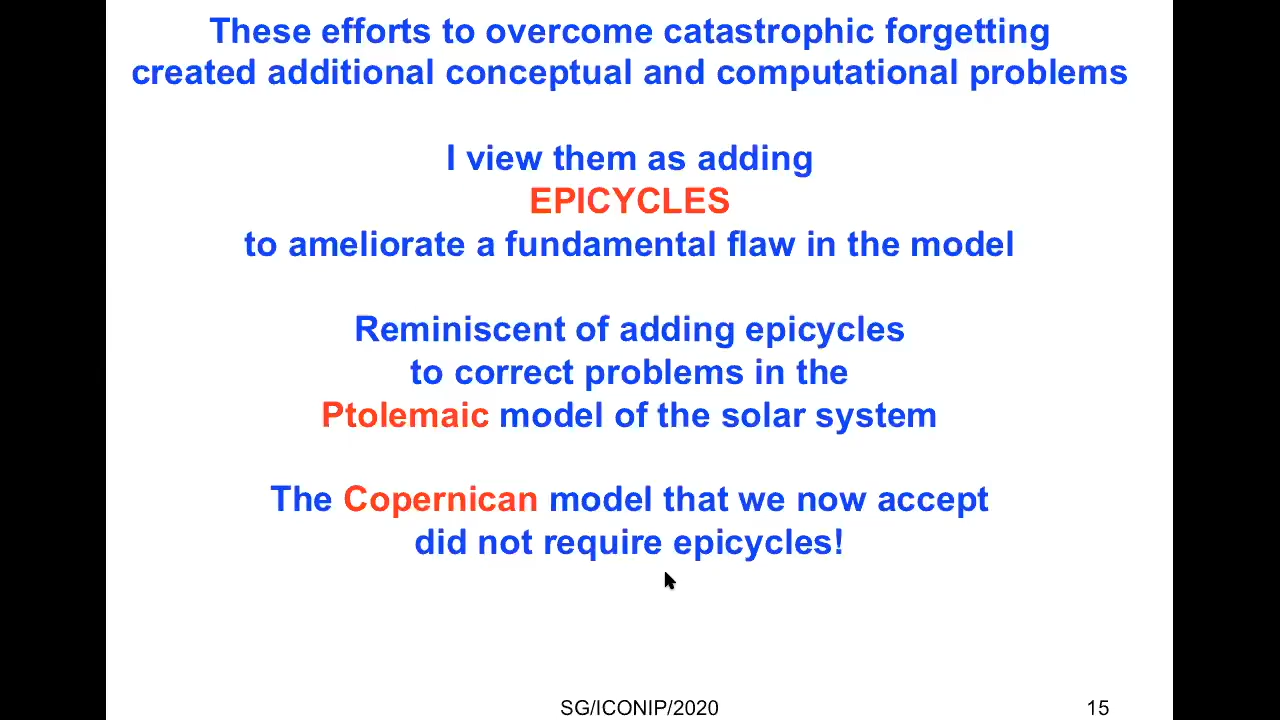 These efforts to overcome catastrophic forgetting
created additional conceptual and computational problems
I view them as adding
EPICYCLES
to ameliorate a fundamental flaw in the model
Reminiscent of adding epicycles
to correct problems in the
Ptolemaic model of the solar system
The Copernican model that we now accept
did not require epicycles!
SG/ICONIP/2020
15